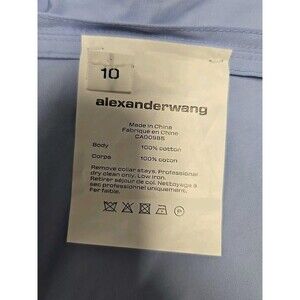 10
alexanderwang
Made in China
Fabriqué en Chine
CA00985
Body 100% cotton
Corps 100% coton
Remove collar stays. Professional
dry clean only. Low iron.
Retirer séjour de col. Nettoyage à
sec professionnel uniquement.
Fer faible.